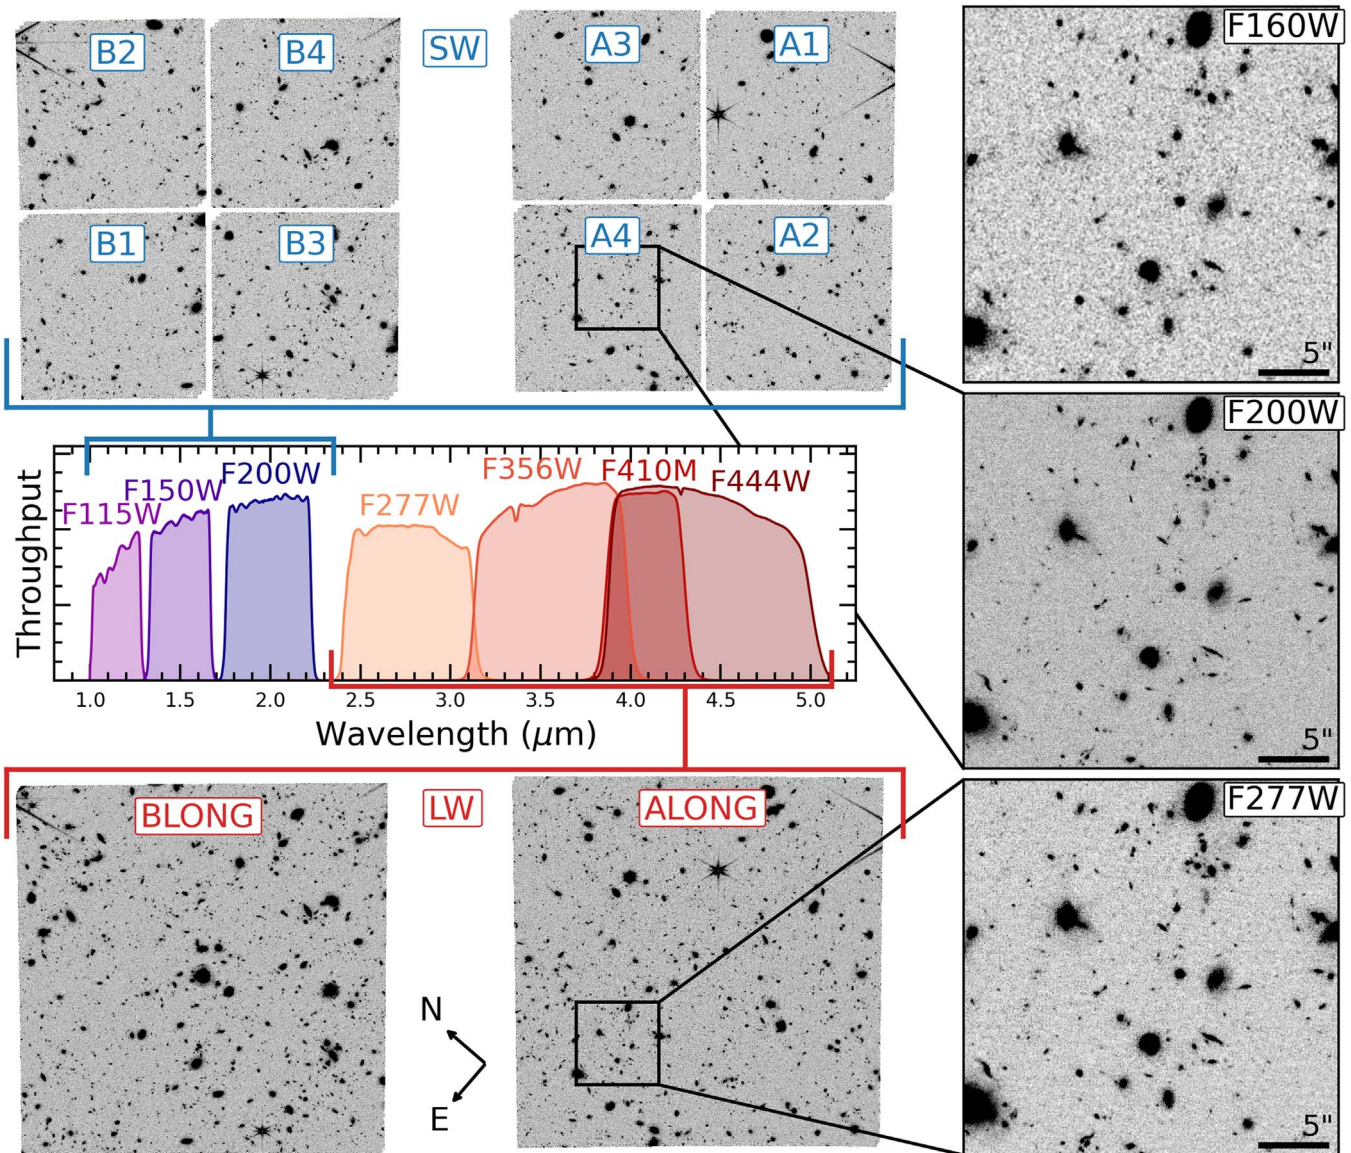 B2
B4
SW
A3
A1
F160W
B1
B3
A4
A2
5"
F200W
Throughput
F115W
F150W
F200W
F277W
F356W
F410M
F444W
1.0 1.5 2.0 2.5 3.0 3.5 4.0 4.5 5.0
Wavelength (μm)
5"
BLONG
LW
ALONG
F277W
N
E
5"